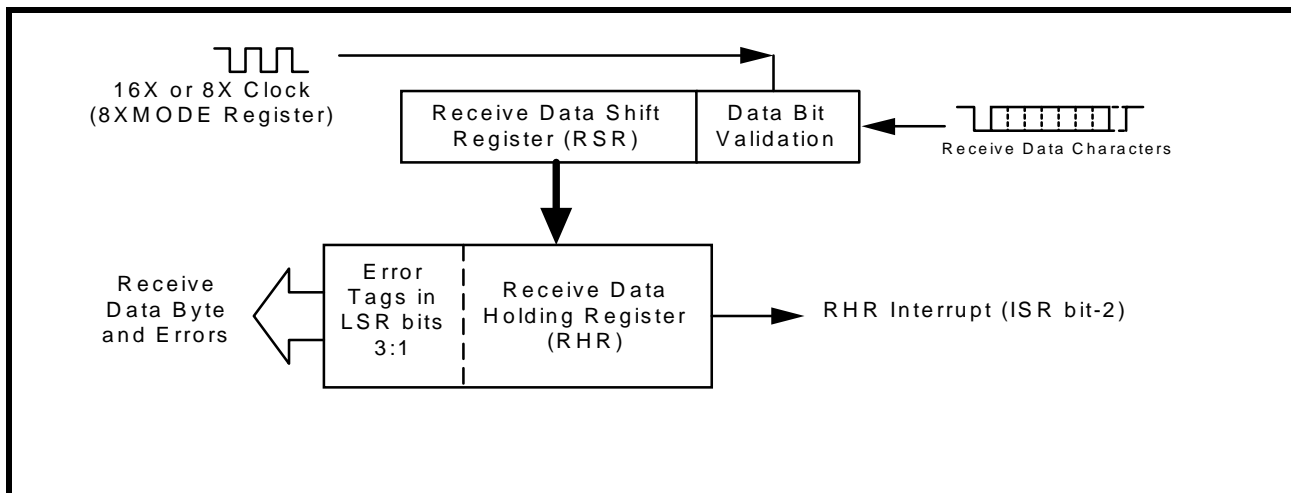 16X or 8X Clock
(8XMODE Register)
Receive Data Shift
Register (RSR)
Data Bit
Validation
Receive Data Characters
Receive
Data Byte
and Errors
Error
Tags in
LSR bits
3:1
Receive Data
Holding Register
(RHR)
RHR Interrupt (ISR bit-2)